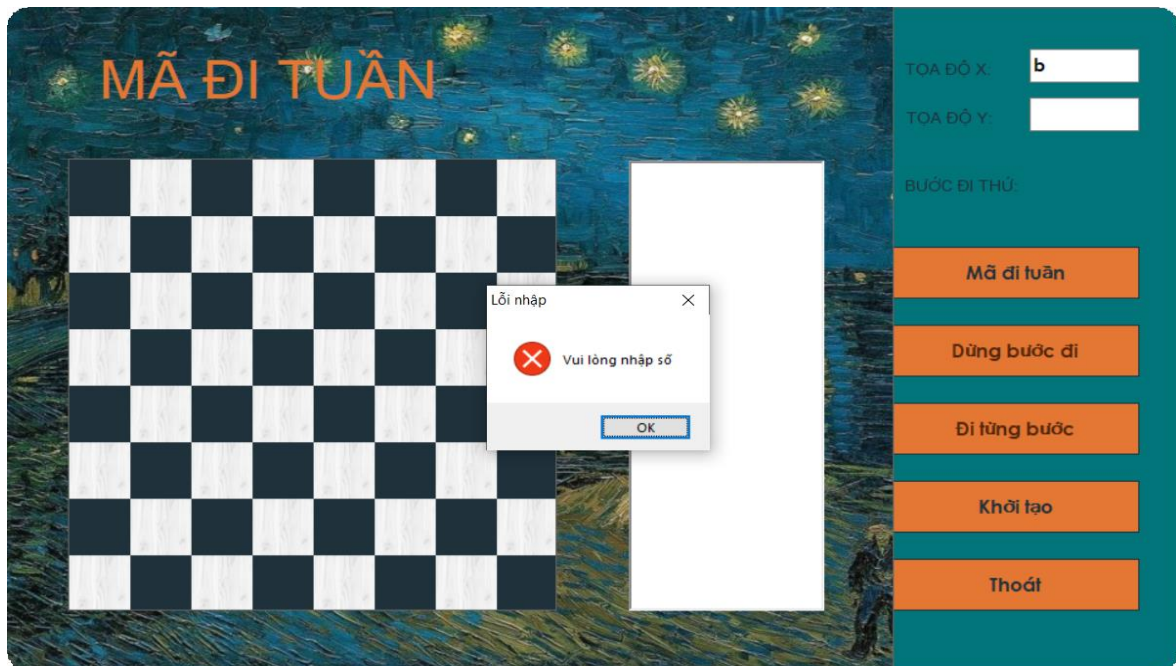 MÃ ĐI TUẦN
TỌA ĐỘ X:
b
TỌA ĐỘ Y:
BƯỚC ĐI THỨ:
Mã đi tuần
Dừng bước đi
Đi từng bước
Khởi tạo
Thoát
Lỗi nhập
Vui lòng nhập số
OK